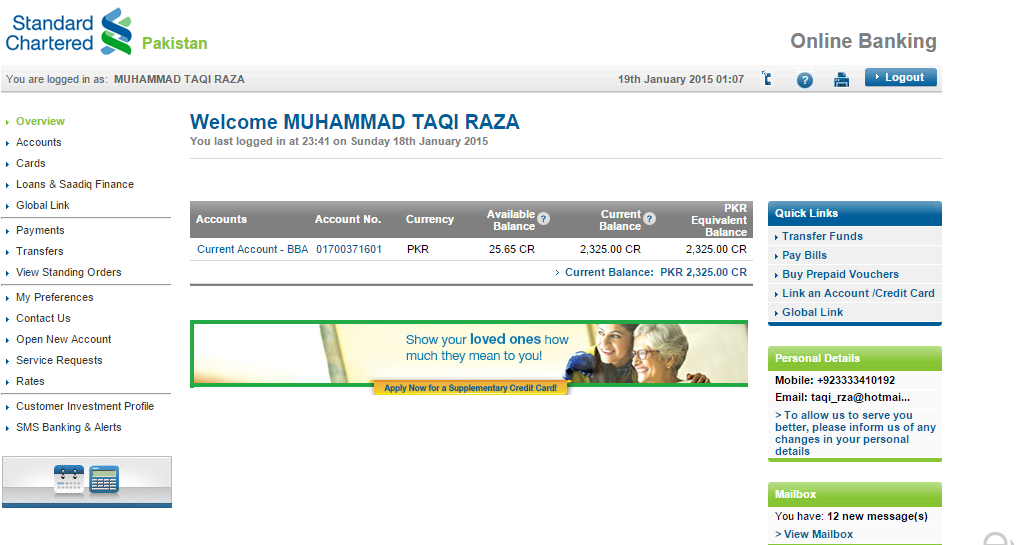 Standard
Chartered
Pakistan
Online Banking
You are logged in as: MUHAMMAD TAQI RAZA
19th January 2015 01:07
?
Logout
Overview
Accounts
Cards
Loans & Saadiq Finance
Global Link
Payments
Transfers
View Standing Orders
My Preferences
Contact Us
Open New Account
Service Requests
Rates
Customer Investment Profile
SMS Banking & Alerts
Welcome MUHAMMAD TAQI RAZA
You last logged in at 23:41 on Sunday 18th January 2015
Accounts Account No. Currency Available Balance ? Current Balance ? PKR Equivalent Balance
Current Account - BBA 01700371601 PKR 25.65 CR 2,325.00 CR 2,325.00 CR
› Current Balance: PKR 2,325.00 CR
Show your loved ones how
much they mean to you!
Apply Now for a Supplementary Credit Card!
Quick Links
Transfer Funds
Pay Bills
Buy Prepaid Vouchers
Link an Account /Credit Card
Global Link
Personal Details
Mobile: +923333410192
Email: taqi_rza@hotmai...
> To allow us to serve you
better, please inform us of any
changes in your personal
details
Mailbox
You have: 12 new message(s)
> View Mailbox